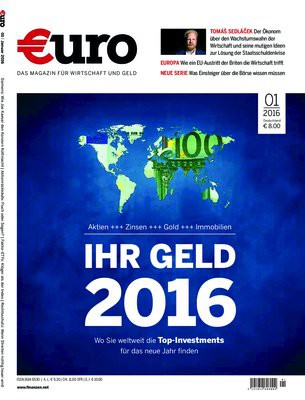 €uro
DAS MAGAZIN FÜR WIRTSCHAFT UND GELD
TOMÁŠ SEDLÁČEK Der Ökonom
über den Wachstumswahn der
Wirtschaft und seine mutigen Ideen
zur Lösung der Staatsschuldenkrise
EUROPA Wie ein EU-Austritt der Briten die Wirtschaft trifft
NEUE SERIE Was Einsteiger über die Börse wissen müssen
01
2016
Deutschland
€ 8,00
100
Aktien +++ Zinsen +++ Gold +++ Immobilien
IHR GELD
2016
Wo Sie weltweit die Top-Investments
für das neue Jahr finden
www.finanzen.net